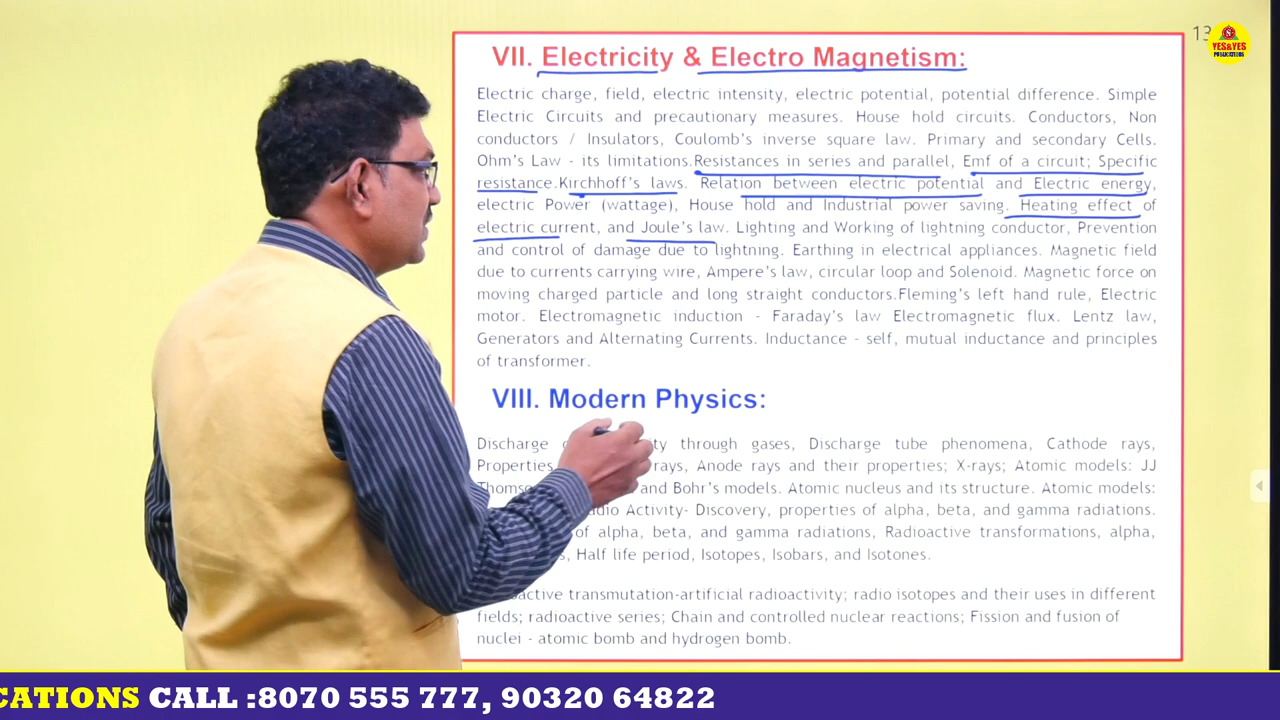 13
YES&YES
PUBLICATIONS
VII. Electricity & Electro Magnetism:
Electric charge, field, electric intensity, electric potential, potential difference. Simple
Electric Circuits and precautionary measures. House hold circuits. Conductors, Non
conductors / Insulators, Coulomb's inverse square law. Primary and secondary Cells.
Ohm's Law - its limitations.Resistances in series and parallel, Emf of a circuit; Specific
resistance.Kirchhoff's laws. Relation between electric potential and Electric energy,
electric Power (wattage), House hold and Industrial power saving. Heating effect of
electric current, and Joule's law. Lighting and Working of lightning conductor, Prevention
and control of damage due to lightning. Earthing in electrical appliances. Magnetic field
due to currents carrying wire, Ampere's law, circular loop and Solenoid. Magnetic force on
moving charged particle and long straight conductors.Fleming's left hand rule, Electric
motor. Electromagnetic induction - Faraday's law Electromagnetic flux. Lentz law,
Generators and Alternating Currents. Inductance - self, mutual inductance and principles
of transformer.
VIII. Modern Physics:
Discharge through gases, Discharge tube phenomena, Cathode rays,
Properties rays, Anode rays and their properties; X-rays; Atomic models: JJ
and Bohr's models. Atomic nucleus and its structure. Atomic models:
Activity- Discovery, properties of alpha, beta, and gamma radiations.
of alpha, beta, and gamma radiations, Radioactive transformations, alpha,
Half life period, Isotopes, Isobars, and Isotones.
transmutation-artificial radioactivity; radio isotopes and their uses in different
fields; radioactive series; Chain and controlled nuclear reactions; Fission and fusion of
nuclei - atomic bomb and hydrogen bomb.
CATIONS CALL :8070 555 777, 90320 64822